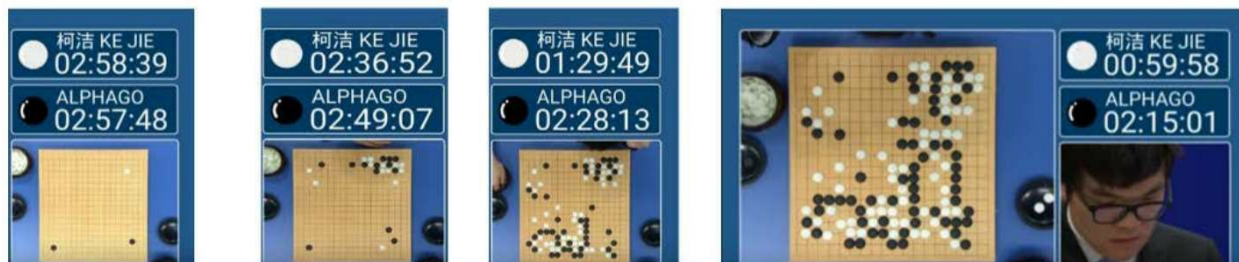 柯洁 KE JIE
02:58:39
ALPHAGO
02:57:48
柯洁 KE JIE
02:36:52
ALPHAGO
02:49:07
柯洁 KE JIE
01:29:49
ALPHAGO
02:28:13
柯洁 KE JIE
00:59:58
ALPHAGO
02:15:01